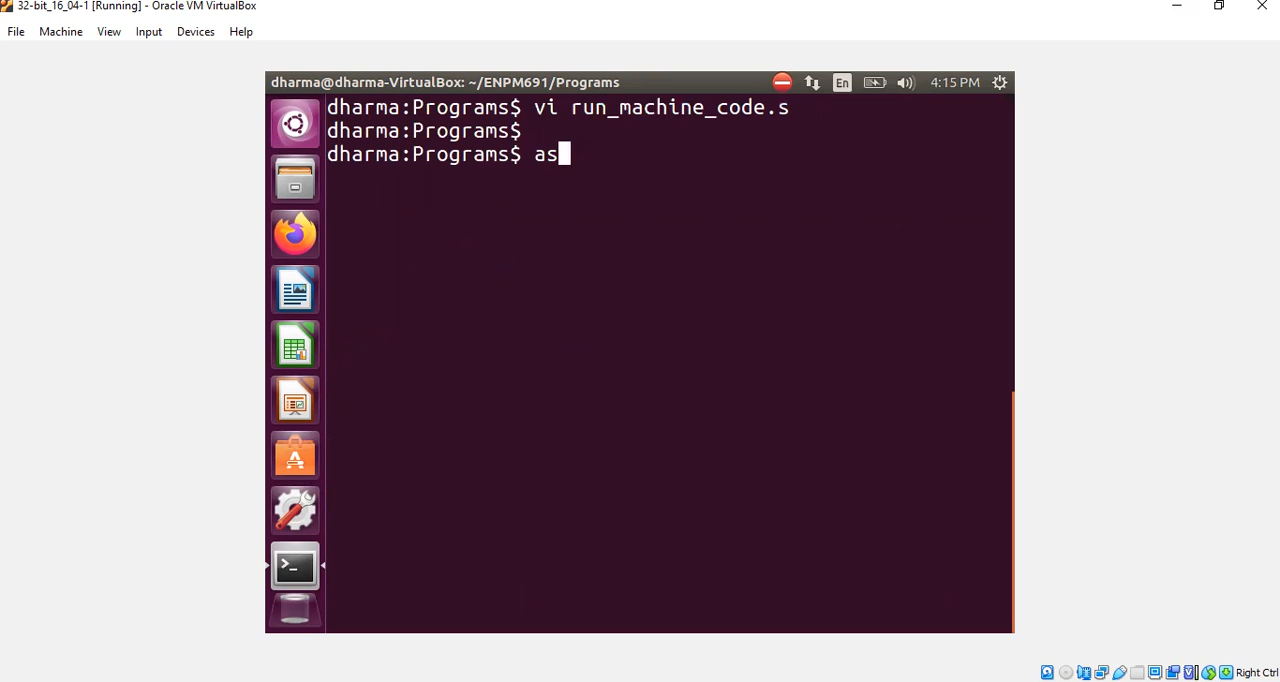 32-bit_16_04-1 [Running] - Oracle VM VirtualBox
File Machine View Input Devices Help
dharma@dharma-VirtualBox: ~/ENPM691/Programs En 4:15 PM
dharma:Programs$ vi run_machine_code.s
dharma:Programs$
dharma:Programs$ as
Right Ctrl